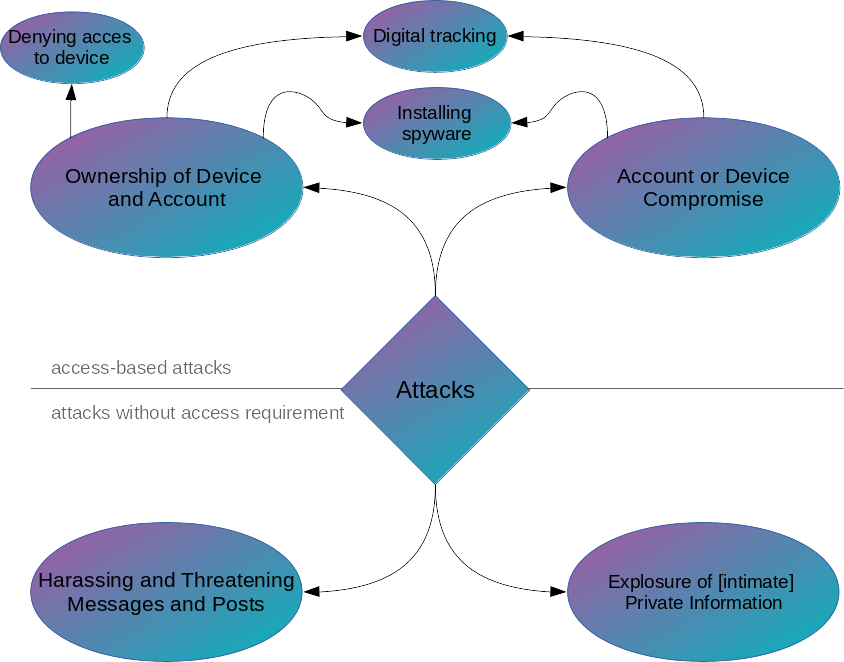 Denying acces
to device
Digital tracking
Installing
spyware
Ownership of Device
and Account
Account or Device
Compromise
access-based attacks
Attacks
attacks without access requirement
Harassing and Threatening
Messages and Posts
Explosure of [intimate]
Private Information